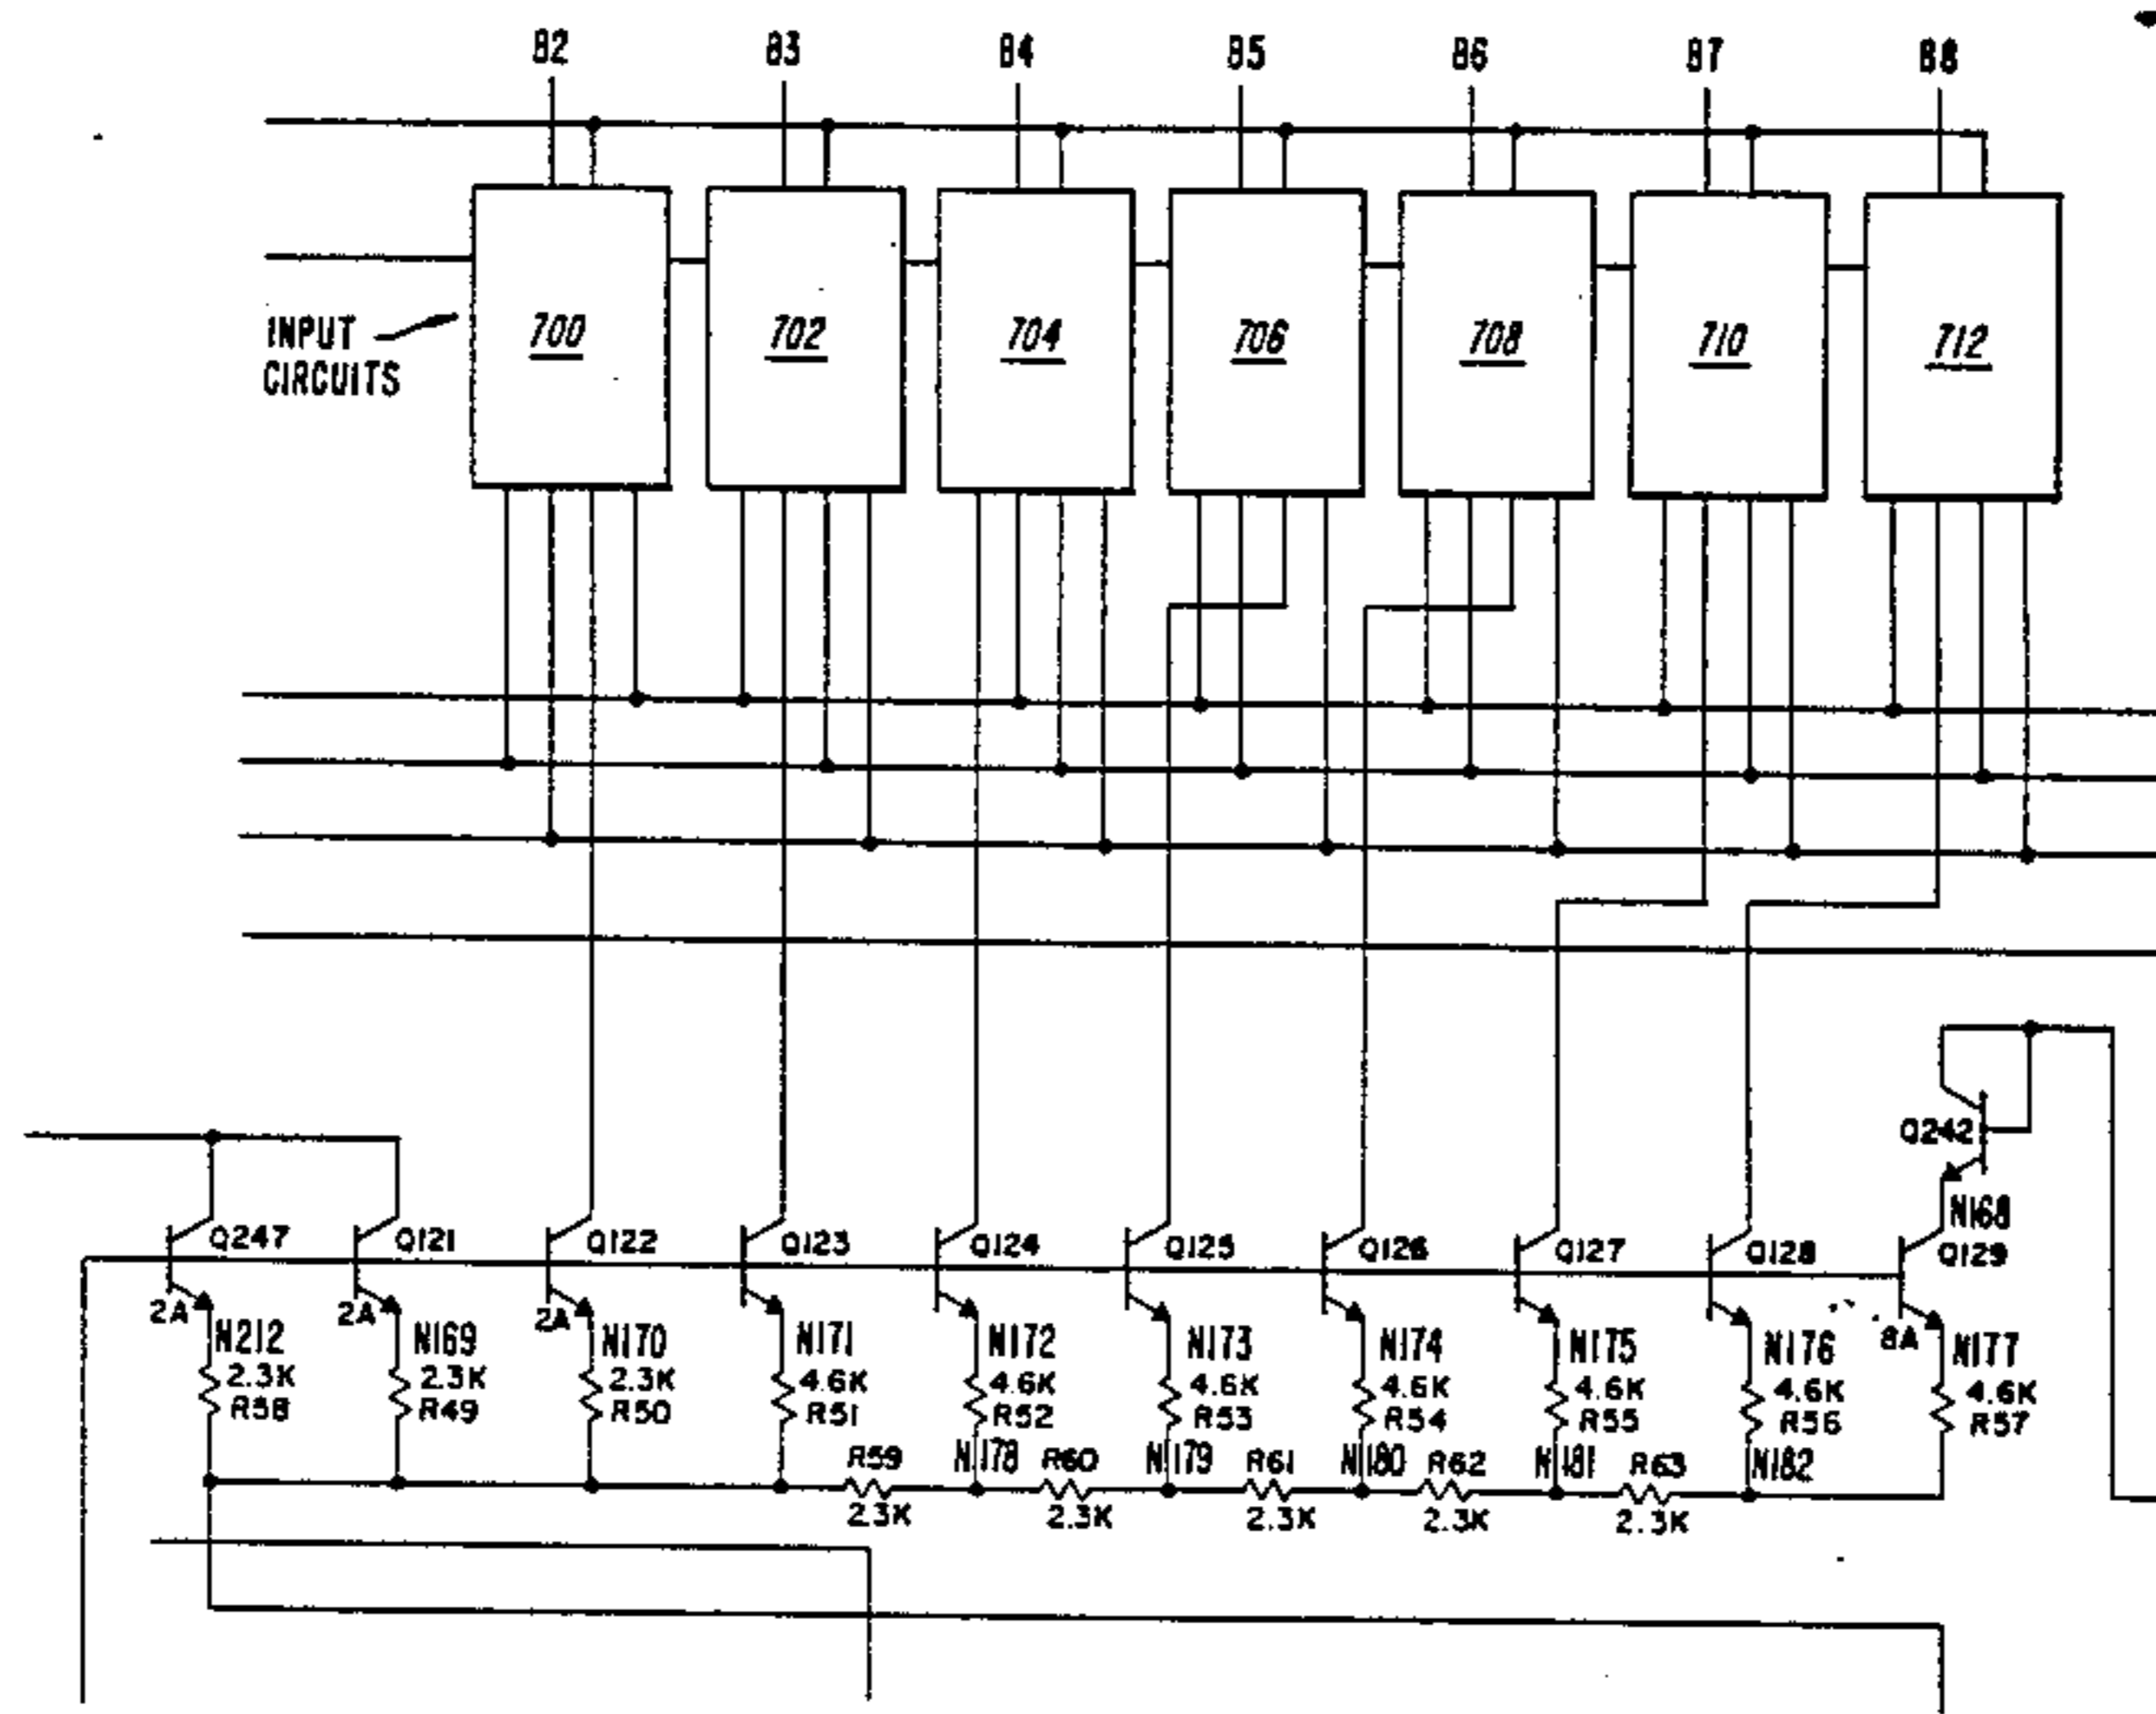 B2 B3 B4 B5 B6 B7 B8
INPUT
CIRCUITS
700 702 704 706 708 710 712
Q242
N168
Q247 Q121 Q122 Q123 Q124 Q125 Q126 Q127 Q128 Q129
2A 2A 2A 8A
N212 N169 N170 N171 N172 N173 N174 N175 N176 N177
2.3K 2.3K 2.3K 4.6K 4.6K 4.6K 4.6K 4.6K 4.6K 4.6K
R58 R49 R50 R51 R52 R53 R54 R55 R56 R57
R59 N178 R60 N179 R61 N180 R62 N181 R63 N182
2.3K 2.3K 2.3K 2.3K 2.3K